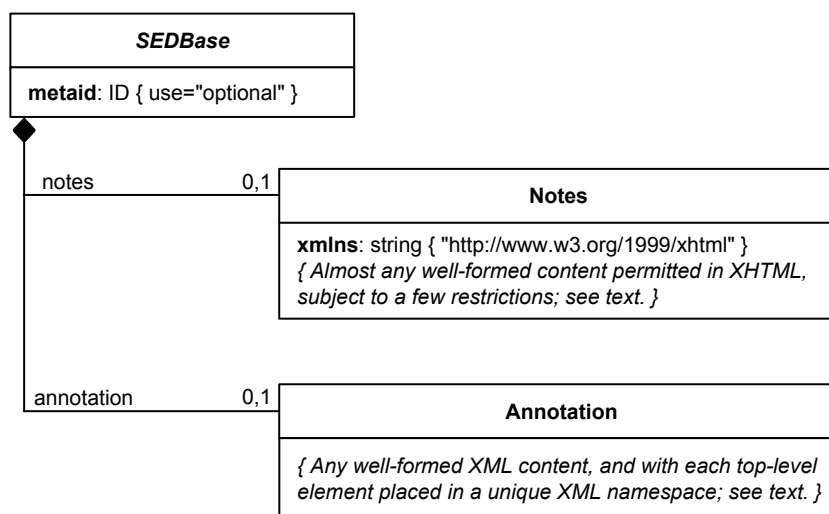 SEDBase
metaid: ID { use="optional" }
notes
0,1
Notes
xmlns: string { "http://www.w3.org/1999/xhtml" }
{ Almost any well-formed content permitted in XHTML,
subject to a few restrictions; see text. }
annotation
0,1
Annotation
{ Any well-formed XML content, and with each top-level
element placed in a unique XML namespace; see text. }